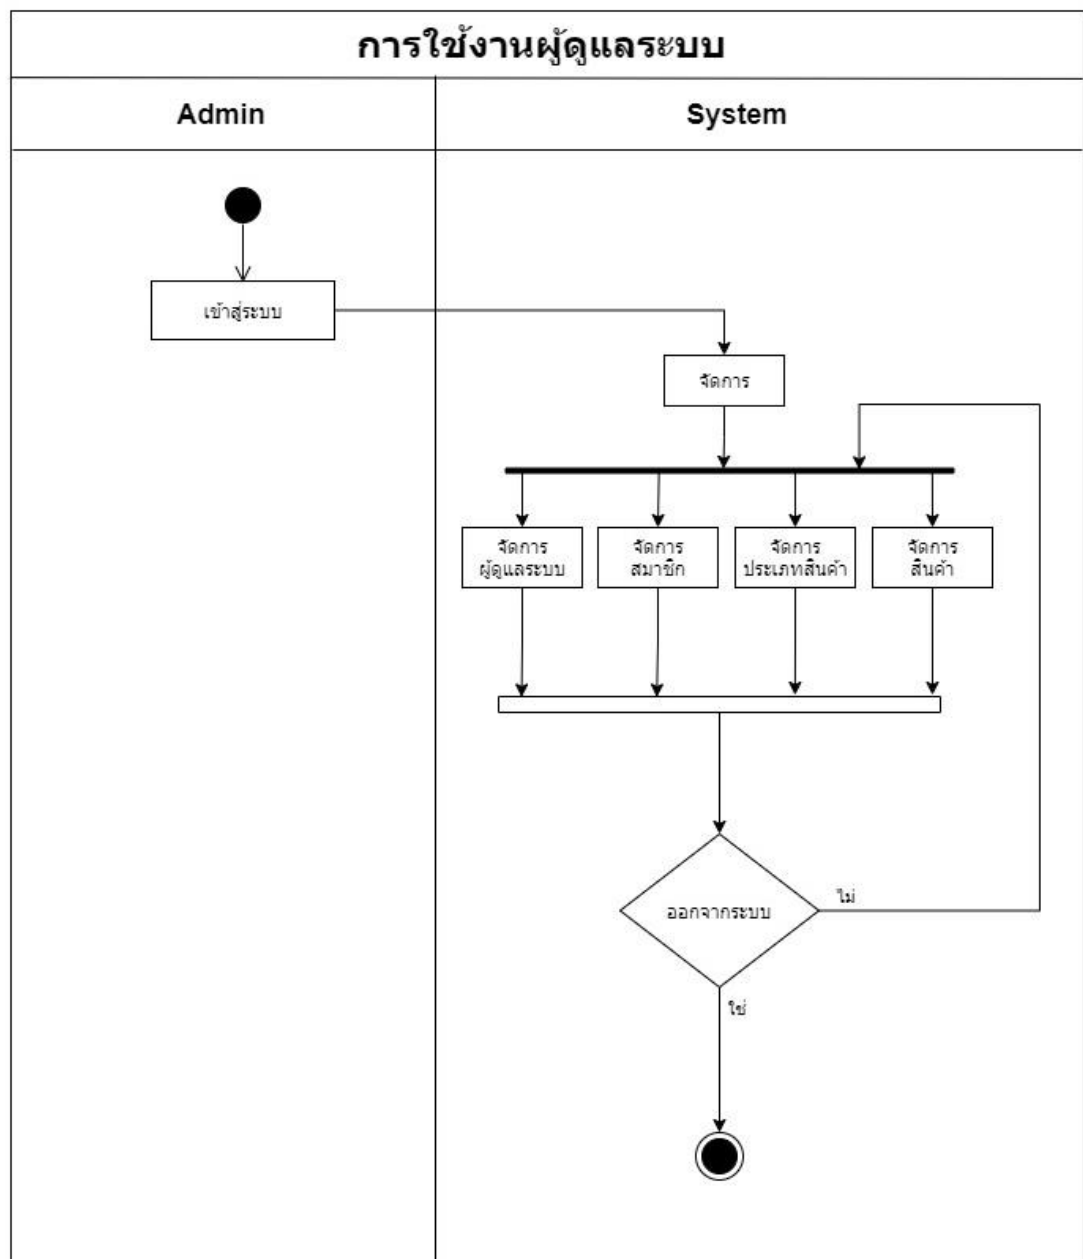 การใช้งานผู้ดูแลระบบ
Admin
System
เข้าสู่ระบบ
จัดการ
จัดการ
ผู้ดูแลระบบ
จัดการ
สมาชิก
จัดการ
ประเภทสินค้า
จัดการ
สินค้า
ออกจากระบบ
ไม่
ใช่